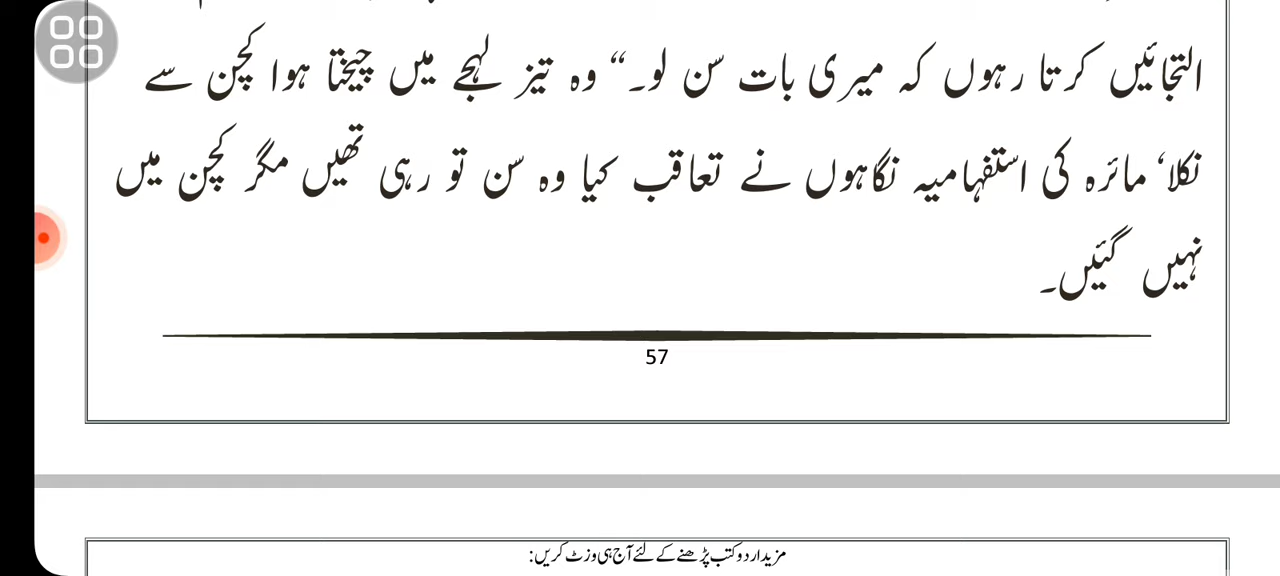 التجائیں کرتا رہوں کہ میری بات سن لو۔“ وہ تیز لہجے میں چیختا ہوا کچن سے
نکلا‘ مائرہ کی استفہامیہ نگاہوں نے تعاقب کیا وہ سن تو رہی تھیں مگر کچن میں
نہیں گئیں۔
57
مزید اردو کتب پڑھنے کے لئے آج ہی وزٹ کریں: